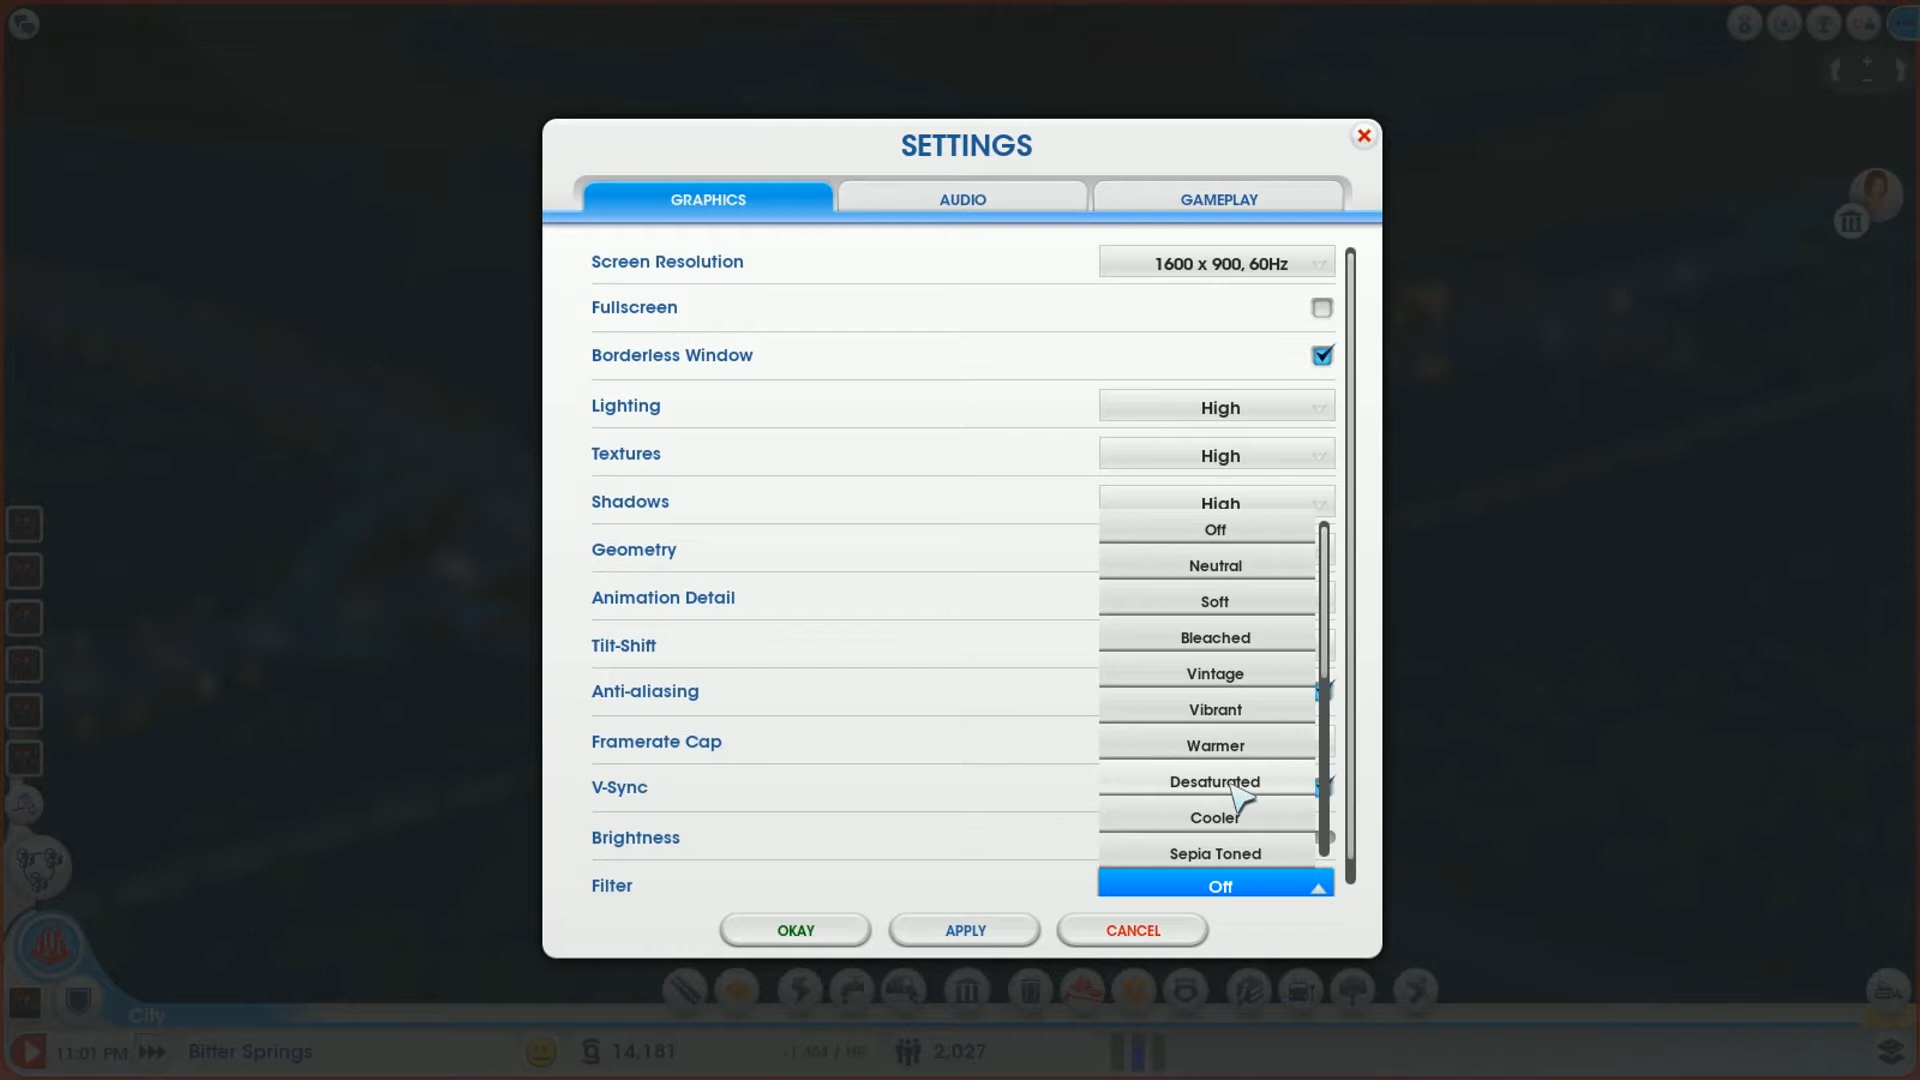 SETTINGS
GRAPHICS AUDIO GAMEPLAY
Screen Resolution 1600 x 900, 60Hz
Fullscreen
Borderless Window
Lighting High
Textures High
Shadows High
Off
Geometry
Neutral
Animation Detail
Soft
Tilt-Shift
Bleached
Vintage
Anti-aliasing
Vibrant
Framerate Cap
Warmer
V-Sync
Desaturated
Cooler
Brightness
Sepia Toned
Filter Off
OKAY APPLY CANCEL
City
11:01 PM Bitter Springs 14,181 2,027